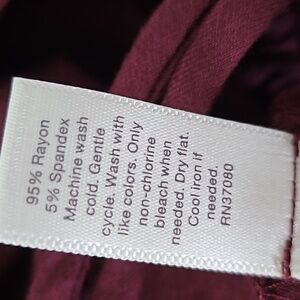 95% Rayon
5% Spandex
Machine wash
cold. Gentle
cycle. Wash with
like colors. Only
non-chlorine
bleach when
needed. Dry flat.
Cool iron if
needed.
RN37080